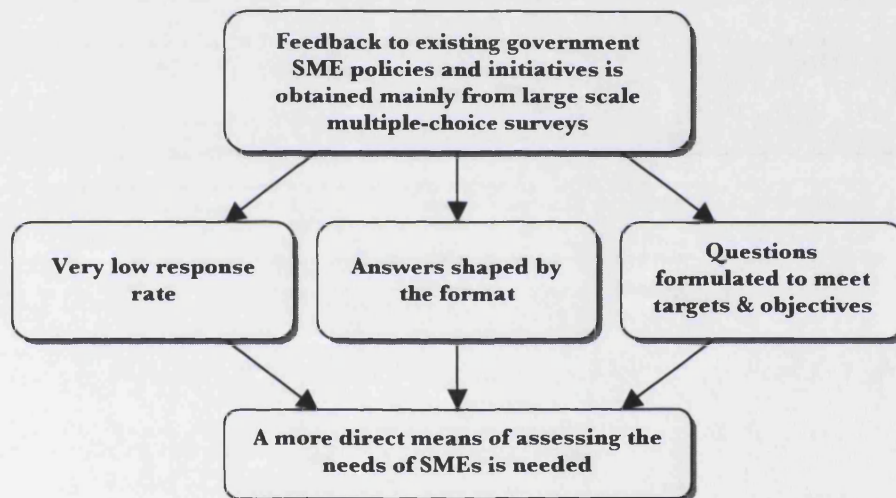 Feedback to existing government
SME policies and initiatives is
obtained mainly from large scale
multiple-choice surveys
Very low response
rate
Answers shaped by
the format
Questions
formulated to meet
targets & objectives
A more direct means of assessing the
needs of SMEs is needed